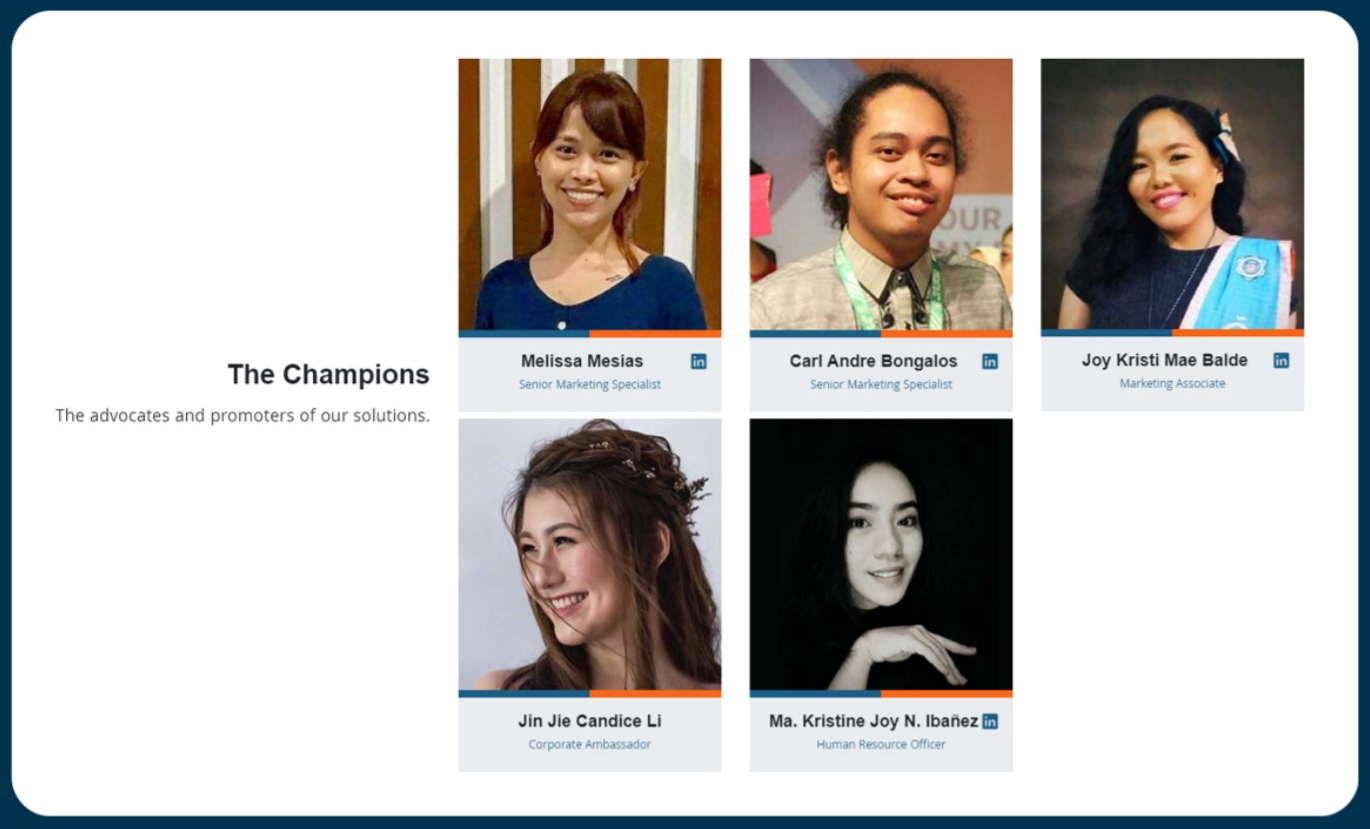 The Champions
The advocates and promoters of our solutions.
Melissa Mesias in
Senior Marketing Specialist
OUR
Carl Andre Bongalos in
Senior Marketing Specialist
Joy Kristi Mae Balde in
Marketing Associate
Jin Jie Candice Li
Corporate Ambassador
Ma. Kristine Joy N. Ibañez in
Human Resource Officer